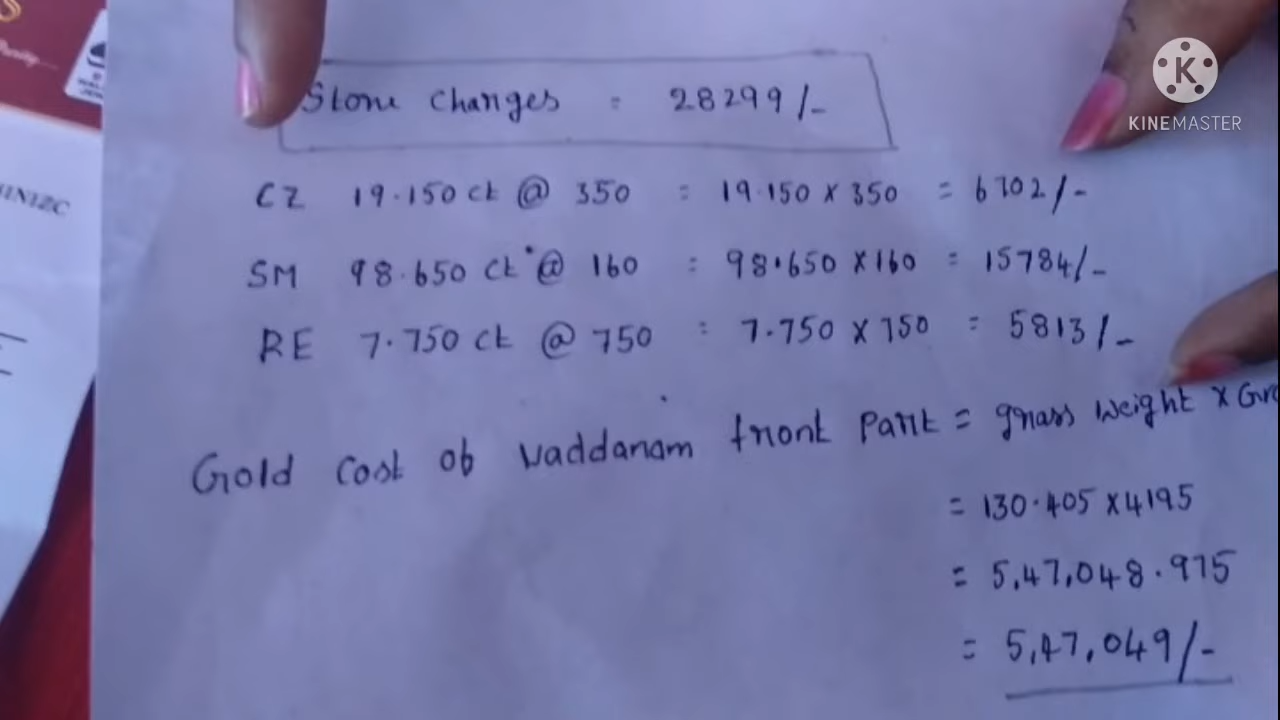 Stone Changes = 28299/-
CZ 19.150 ct @ 350 = 19.150 x 350 = 6702/-
SM 98.650 ct @ 160 = 98.650 x 160 = 15784/-
RE 7.750 ct @ 750 = 7.750 x 750 = 5813/-
Gold cost of vaddanam front Part = gross weight x
= 130.405 x 4195
= 5,47,048.975
= 5,47,049/-
KINEMASTER